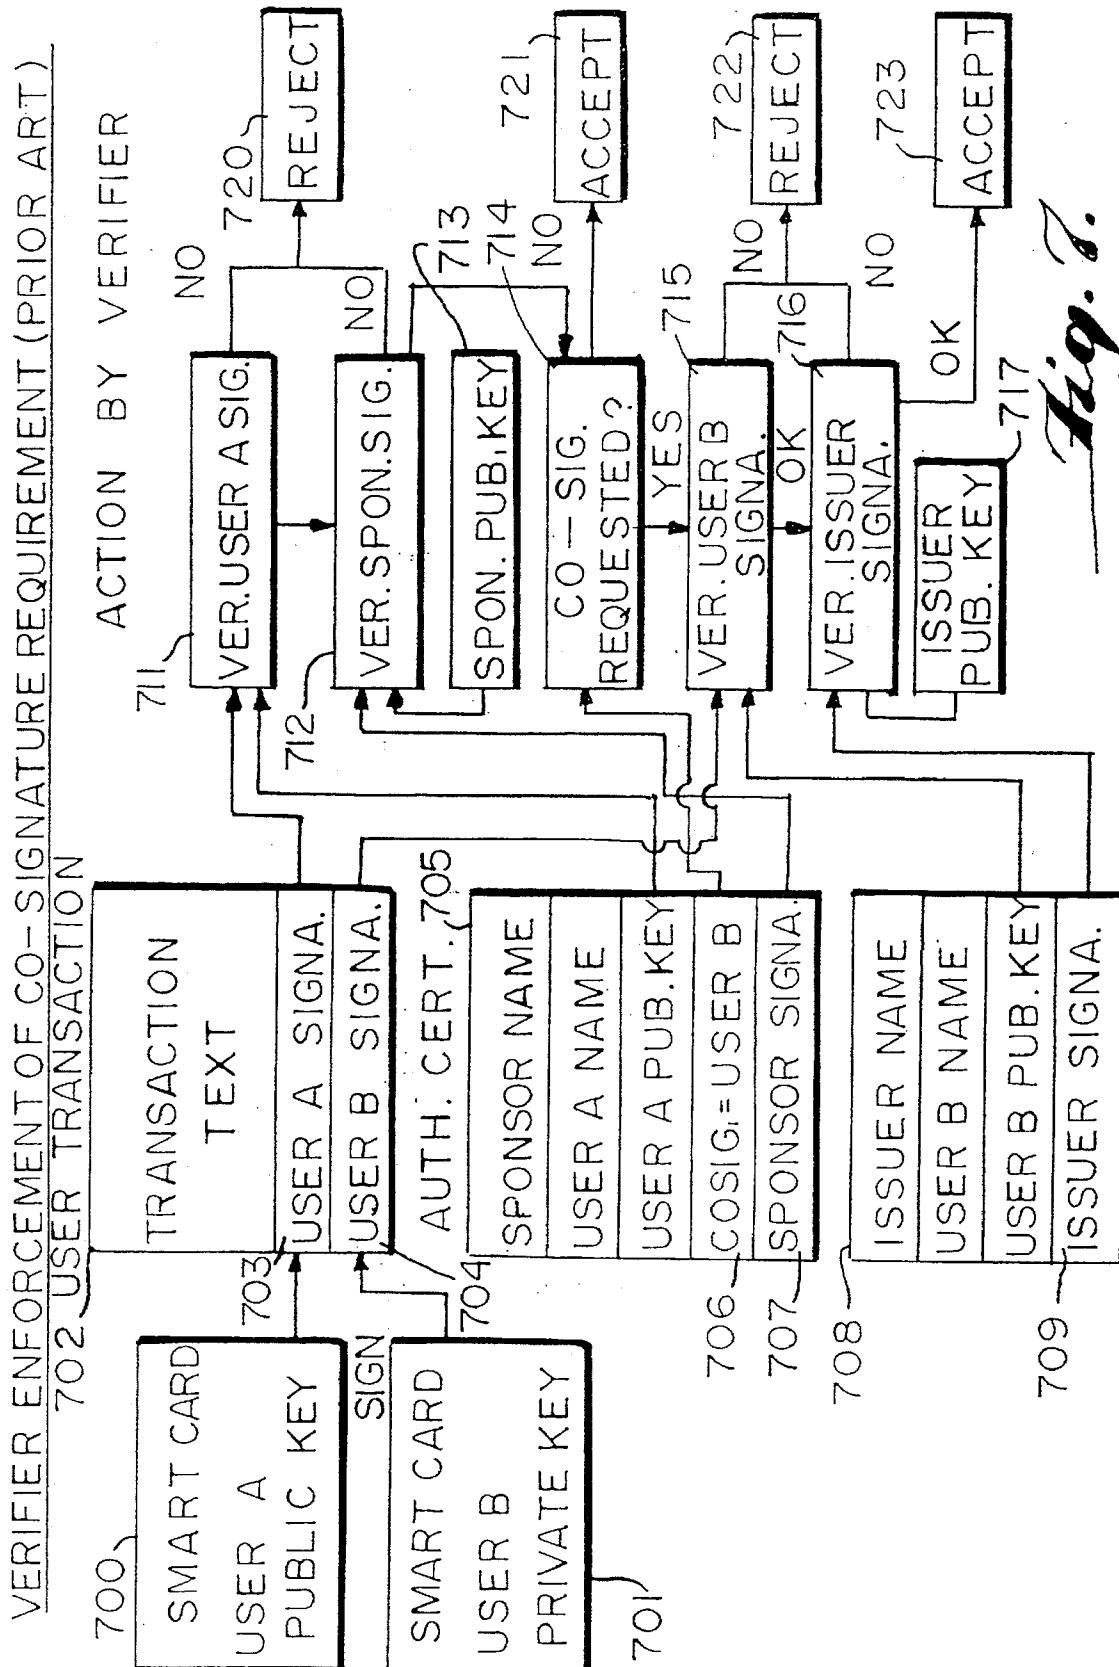 VERIFIER ENFORCEMENT OF CO-SIGNATURE REQUIREMENT (PRIOR ART)
702 USER TRANSACTION
ACTION BY VERIFIER
700
SMART CARD
USER A
PUBLIC KEY
SIGN
SMART CARD
USER B
PRIVATE KEY
701
TRANSACTION
TEXT
703
USER A SIGNA.
USER B SIGNA.
704
AUTH. CERT.
705
SPONSOR NAME
USER A NAME
USER A PUB. KEY
706
COSIG.=USER B
707
SPONSOR SIGNA.
708
ISSUER NAME
USER B NAME
USER B PUB. KEY
709
ISSUER SIGNA.
711
VER. USER A SIG.
NO
720
REJECT
712
VER. SPON. SIG.
NO
713
SPON. PUB. KEY
714
CO-SIG.
REQUESTED?
NO
721
ACCEPT
YES
715
VER. USER B
SIGNA.
NO
722
REJECT
OK
716
VER. ISSUER
SIGNA.
NO
OK
723
ACCEPT
ISSUER
PUB. KEY
717
Fig. 7.